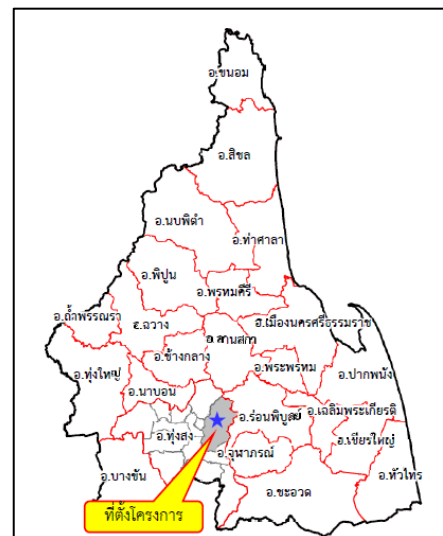 อ.ขนอม
อ.สิชล
อ.นบพิตำ
อ.ท่าศาลา
อ.พิปูน
อ.พรหมคีรี
อ.ถ้ำพรรณรา
อ.ฉวาง
อ.ลานสกา
อ.เมืองนครศรีธรรมราช
อ.ช้างกลาง
อ.ทุ่งใหญ่
อ.พระพรหม
อ.ปากพนัง
อ.นาบอน
อ.ร่อนพิบูลย์
อ.เฉลิมพระเกียรติ
อ.ทุ่งสง
อ.เชียรใหญ่
อ.จุฬาภรณ์
อ.บางขัน
อ.หัวไทร
อ.ชะอวด
ที่ตั้งโครงการ